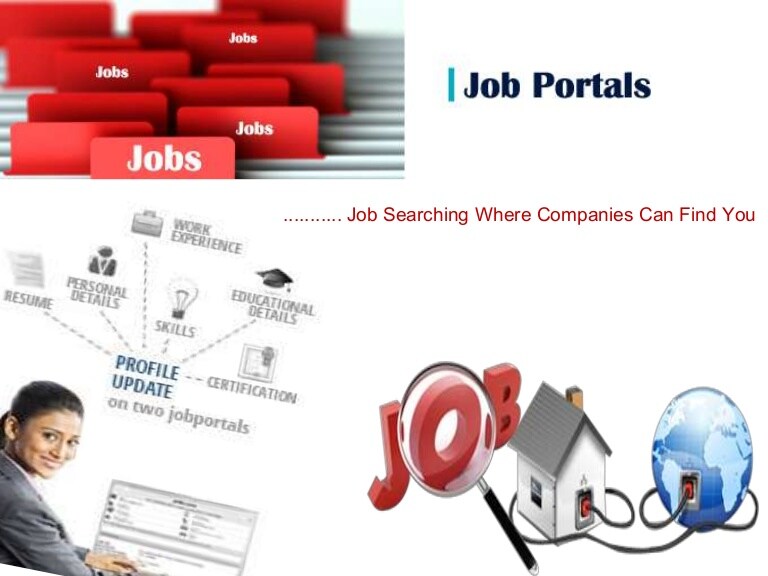 Jobs
Jobs
Jobs
Jobs
Job Portals
........... Job Searching Where Companies Can Find You
WORK
EXPERIENCE
PERSONAL
DETAILS
RESUME
EDUCATIONAL
DETAILS
SKILLS
CERTIFICATION
PROFILE
UPDATE
on two jobportals
JOB